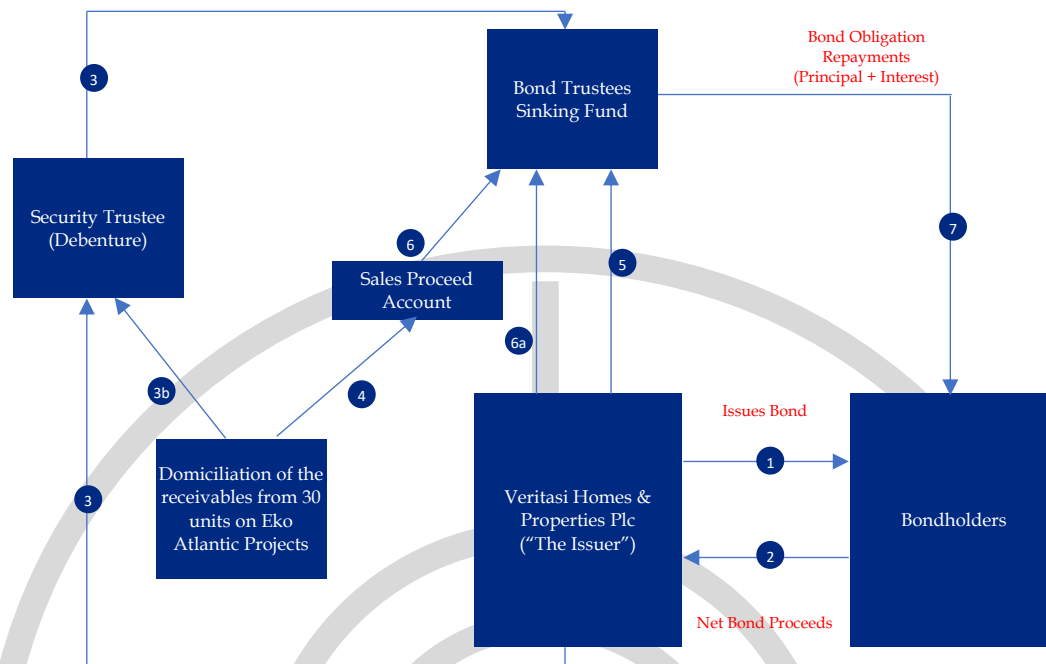 Bond Obligation
Repayments
(Principal + Interest)
3
Bond Trustees
Sinking Fund
Security Trustee
(Debenture)
6
7
Sales Proceed
Account
5
6a
3b
4
Issues Bond
1
Domiciliation of the
receivables from 30
units on Eko
Atlantic Projects
3
Veritasi Homes &
Properties Plc
(“The Issuer”)
Bondholders
2
Net Bond Proceeds